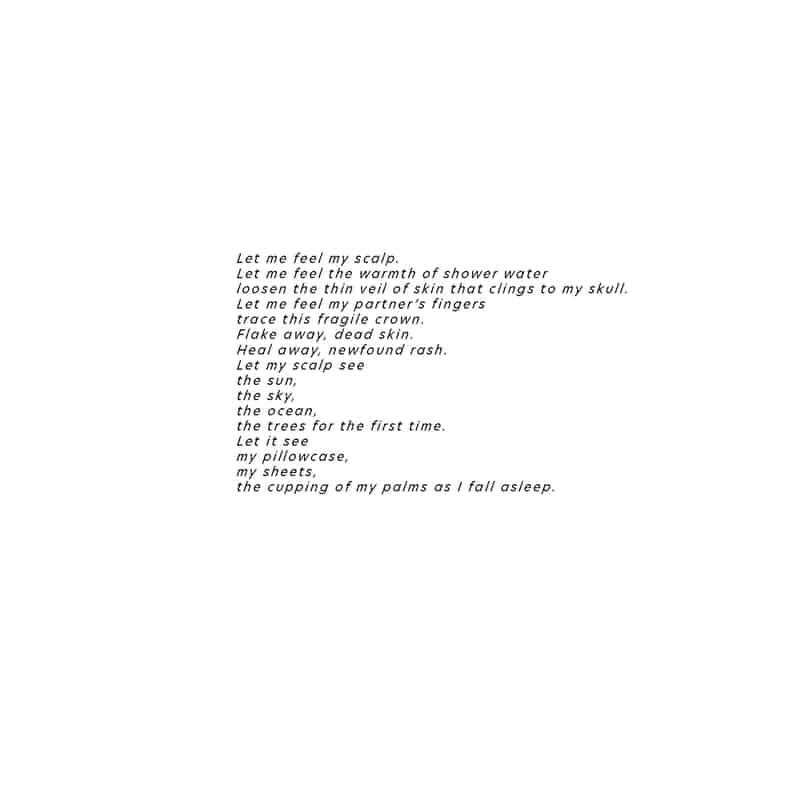 Let me feel my scalp.
Let me feel the warmth of shower water
loosen the thin veil of skin that clings to my skull.
Let me feel my partner's fingers
trace this fragile crown.
Flake away, dead skin.
Heal away, newfound rash.
Let my scalp see
the sun,
the sky,
the ocean,
the trees for the first time.
Let it see
my pillowcase,
my sheets,
the cupping of my palms as I fall asleep.